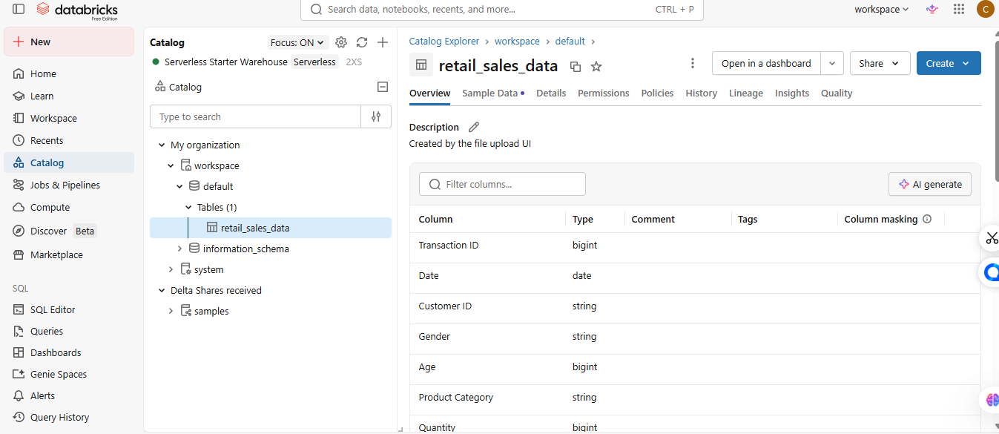 databricks
Free Edition
Search data, notebooks, recents, and more... CTRL + P
workspace
C
New
Home
Learn
Workspace
Recents
Catalog
Jobs & Pipelines
Compute
Discover Beta
Marketplace
SQL
SQL Editor
Queries
Dashboards
Genie Spaces
Alerts
Query History
Catalog Focus: ON
Serverless Starter Warehouse Serverless 2XS
Catalog
Type to search
My organization
workspace
default
Tables (1)
retail_sales_data
information_schema
system
Delta Shares received
samples
Catalog Explorer > workspace > default >
retail_sales_data
Open in a dashboard Share Create
Overview Sample Data Details Permissions Policies History Lineage Insights Quality
Description
Created by the file upload UI
Filter columns... AI generate
Column Type Comment Tags Column masking
Transaction ID bigint
Date date
Customer ID string
Gender string
Age bigint
Product Category string
Quantity bigint